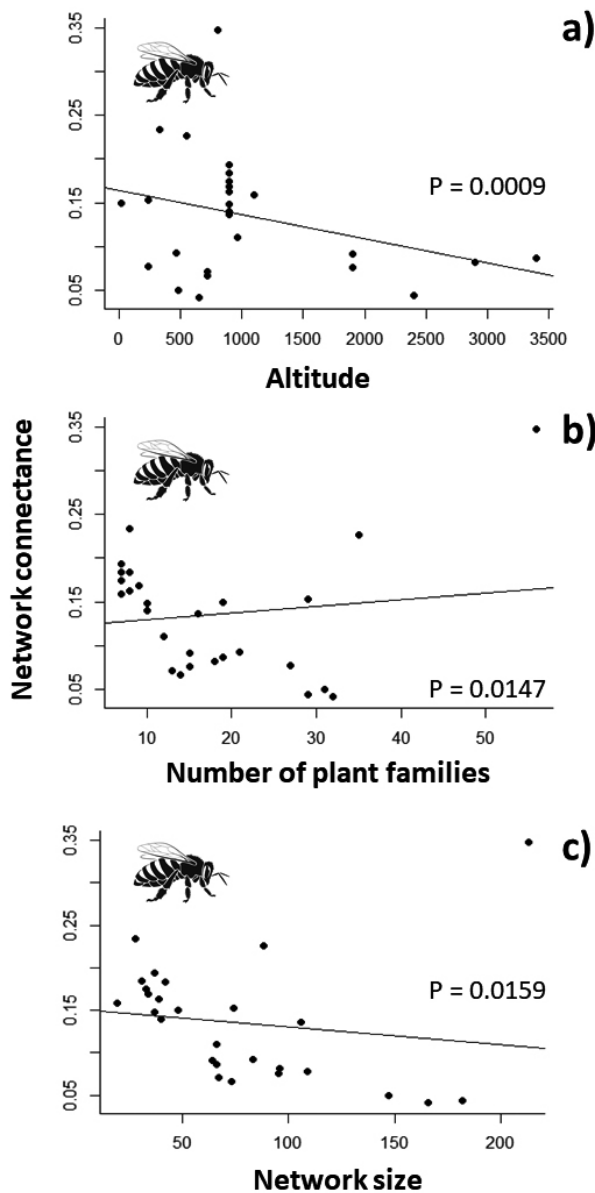 a)
0.35
0.25
0.15
0.05
P = 0.0009
0 500 1000 1500 2000 2500 3000 3500
Altitude
b)
Network connectance
0.35
0.25
0.15
0.05
P = 0.0147
10 20 30 40 50
Number of plant families
c)
0.35
0.25
0.15
0.05
P = 0.0159
50 100 150 200
Network size